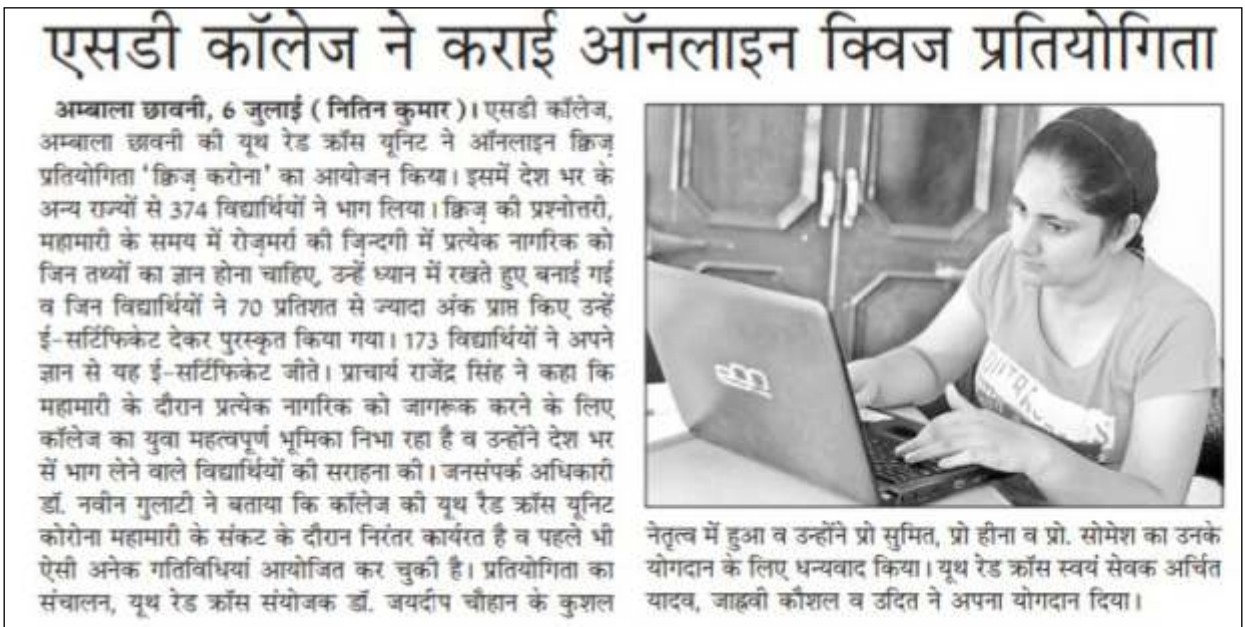 एसडी कॉलेज ने कराई ऑनलाइन क्विज प्रतियोगिता
अम्बाला छावनी, 6 जुलाई ( नितिन कुमार )। एसडी कॉलेज,
अम्बाला छावनी की यूथ रेड क्रॉस यूनिट ने ऑनलाइन क्विज़
प्रतियोगिता 'क्विज़ करोना' का आयोजन किया। इसमें देश भर के
अन्य राज्यों से 374 विद्यार्थियों ने भाग लिया। क्विज़ की प्रश्नोत्तरी,
महामारी के समय में रोज़मर्रा की ज़िन्दगी में प्रत्येक नागरिक को
जिन तथ्यों का ज्ञान होना चाहिए, उन्हें ध्यान में रखते हुए बनाई गई
व जिन विद्यार्थियों ने 70 प्रतिशत से ज्यादा अंक प्राप्त किए उन्हें
ई-सर्टिफिकेट देकर पुरस्कृत किया गया। 173 विद्यार्थियों ने अपने
ज्ञान से यह ई-सर्टिफिकेट जीते। प्राचार्य राजेंद्र सिंह ने कहा कि
महामारी के दौरान प्रत्येक नागरिक को जागरूक करने के लिए
कॉलेज का युवा महत्वपूर्ण भूमिका निभा रहा है व उन्होंने देश भर
सें भाग लेने वाले विद्यार्थियों की सराहना की। जनसंपर्क अधिकारी
डॉ. नवीन गुलाटी ने बताया कि कॉलेज की यूथ रैड क्रॉस यूनिट
कोरोना महामारी के संकट के दौरान निरंतर कार्यरत है व पहले भी
ऐसी अनेक गतिविधियां आयोजित कर चुकी है। प्रतियोगिता का
संचालन, यूथ रेड क्रॉस संयोजक डॉ. जयदीप चौहान के कुशल
नेतृत्व में हुआ व उन्होंने प्रो सुमित, प्रो हीना व प्रो. सोमेश का उनके
योगदान के लिए धन्यवाद किया। यूथ रेड क्रॉस स्वयं सेवक अर्चित
यादव, जाह्नवी कौशल व उदित ने अपना योगदान दिया।